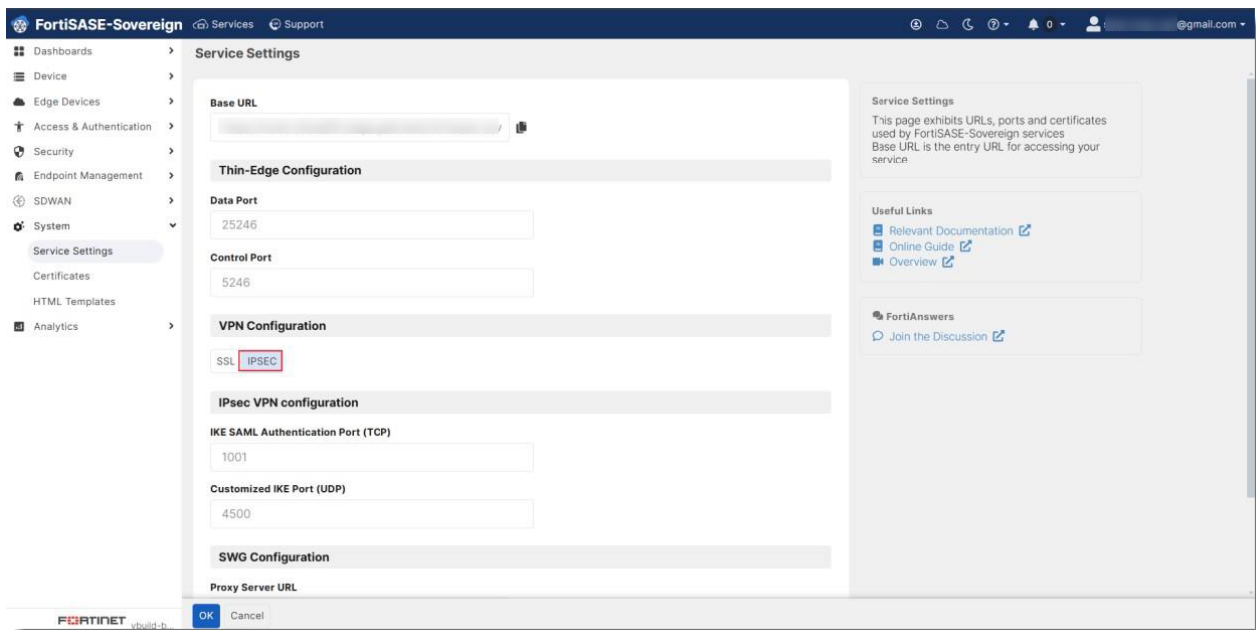 FortiSASE-Sovereign Services Support 0 @gmail.com
Dashboards
Device
Edge Devices
Access & Authentication
Security
Endpoint Management
SDWAN
System
Service Settings
Certificates
HTML Templates
Analytics
FORTINET vbuild-b...
Service Settings
Base URL
/
Thin-Edge Configuration
Data Port
25246
Control Port
5246
VPN Configuration
SSL IPSEC
IPsec VPN configuration
IKE SAML Authentication Port (TCP)
1001
Customized IKE Port (UDP)
4500
SWG Configuration
Proxy Server URL
OK Cancel
Service Settings
This page exhibits URLs, ports and certificates
used by FortiSASE-Sovereign services
Base URL is the entry URL for accessing your
service
Useful Links
Relevant Documentation
Online Guide
Overview
FortiAnswers
Join the Discussion